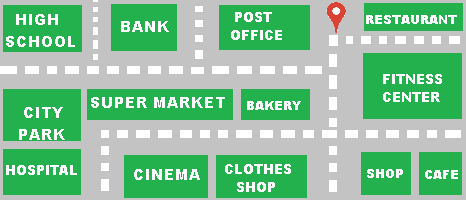 HIGH
SCHOOL
BANK
POST
OFFICE
RESTAURANT
FITNESS
CENTER
CITY
PARK
SUPER MARKET
BAKERY
HOSPITAL
CINEMA
CLOTHES
SHOP
SHOP
CAFE